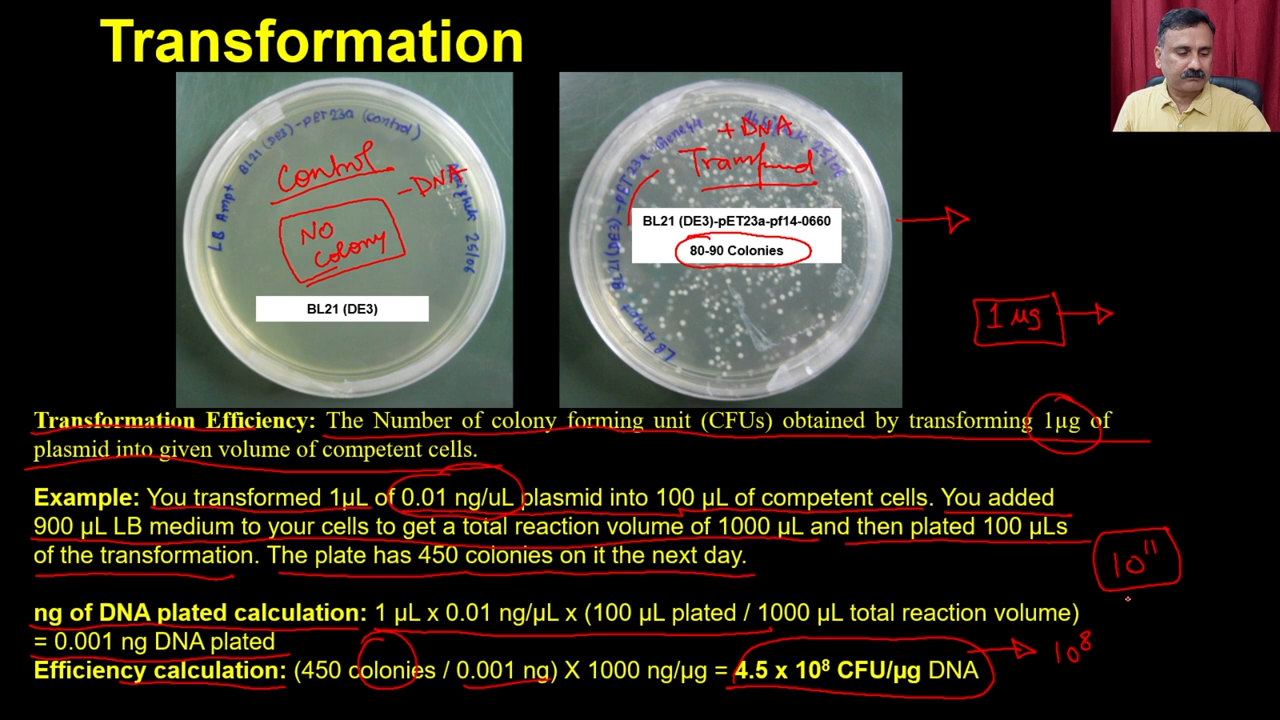 Transformation
LB Ampt BL21 (DE3)-pET23a (control)
25/06
Control
-DNA
NO
Colony
BL21 (DE3)
25/06
+ DNA
BL21 (DE3)-pET23a-pf14-0660
80-90 Colonies
1 µg
Transformation Efficiency: The Number of colony forming unit (CFUs) obtained by transforming 1µg of
plasmid into given volume of competent cells.
Example: You transformed 1µL of 0.01 ng/uL plasmid into 100 µL of competent cells. You added
900 µL LB medium to your cells to get a total reaction volume of 1000 µL and then plated 100 µLs
of the transformation. The plate has 450 colonies on it the next day.
10¹¹
ng of DNA plated calculation: 1 µL x 0.01 ng/µL x (100 µL plated / 1000 µL total reaction volume)
= 0.001 ng DNA plated
Efficiency calculation: (450 colonies / 0.001 ng) X 1000 ng/µg = 4.5 x 10⁸ CFU/µg DNA
10⁸